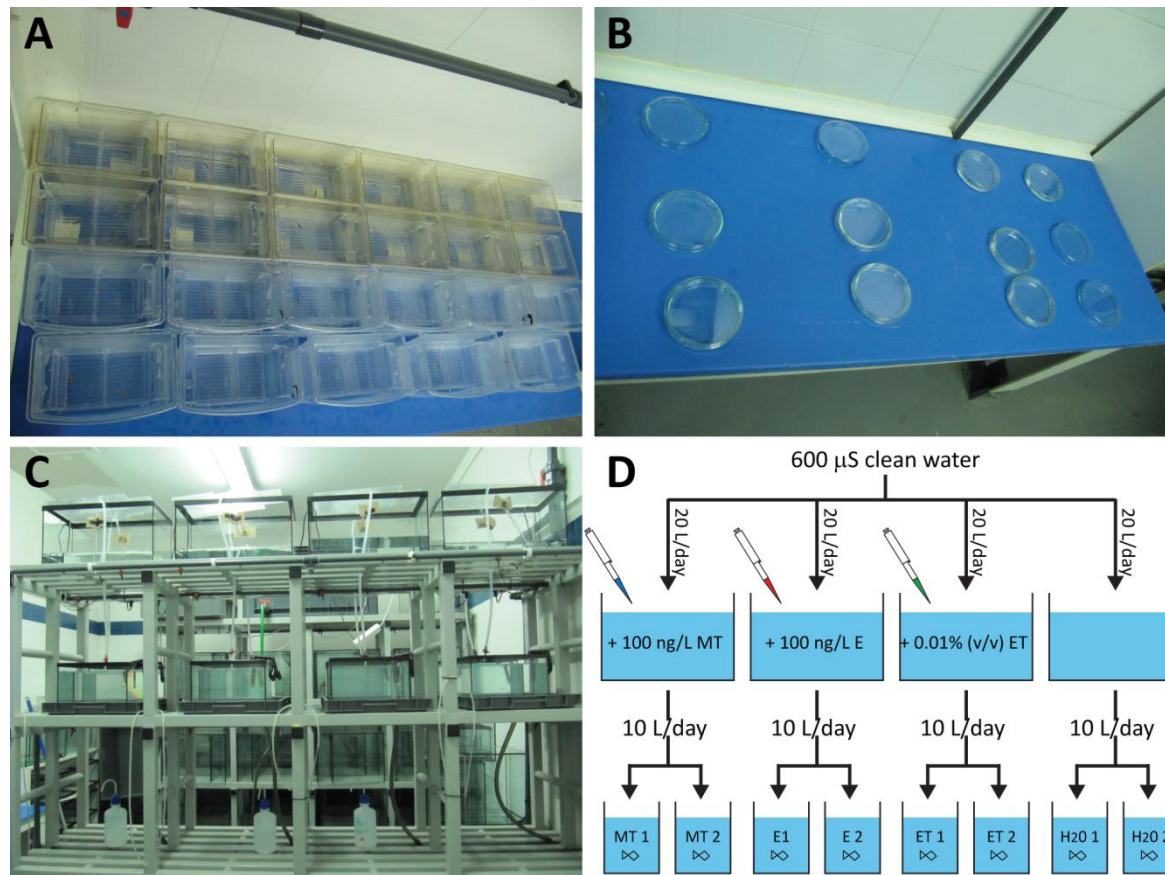 A
B
C
D
600 µS clean water
20 L/day
20 L/day
20 L/day
20 L/day
+ 100 ng/L MT
+ 100 ng/L E
+ 0.01% (v/v) ET
10 L/day
10 L/day
10 L/day
10 L/day
MT 1
MT 2
E1
E 2
ET 1
ET 2
H20 1
H20 2